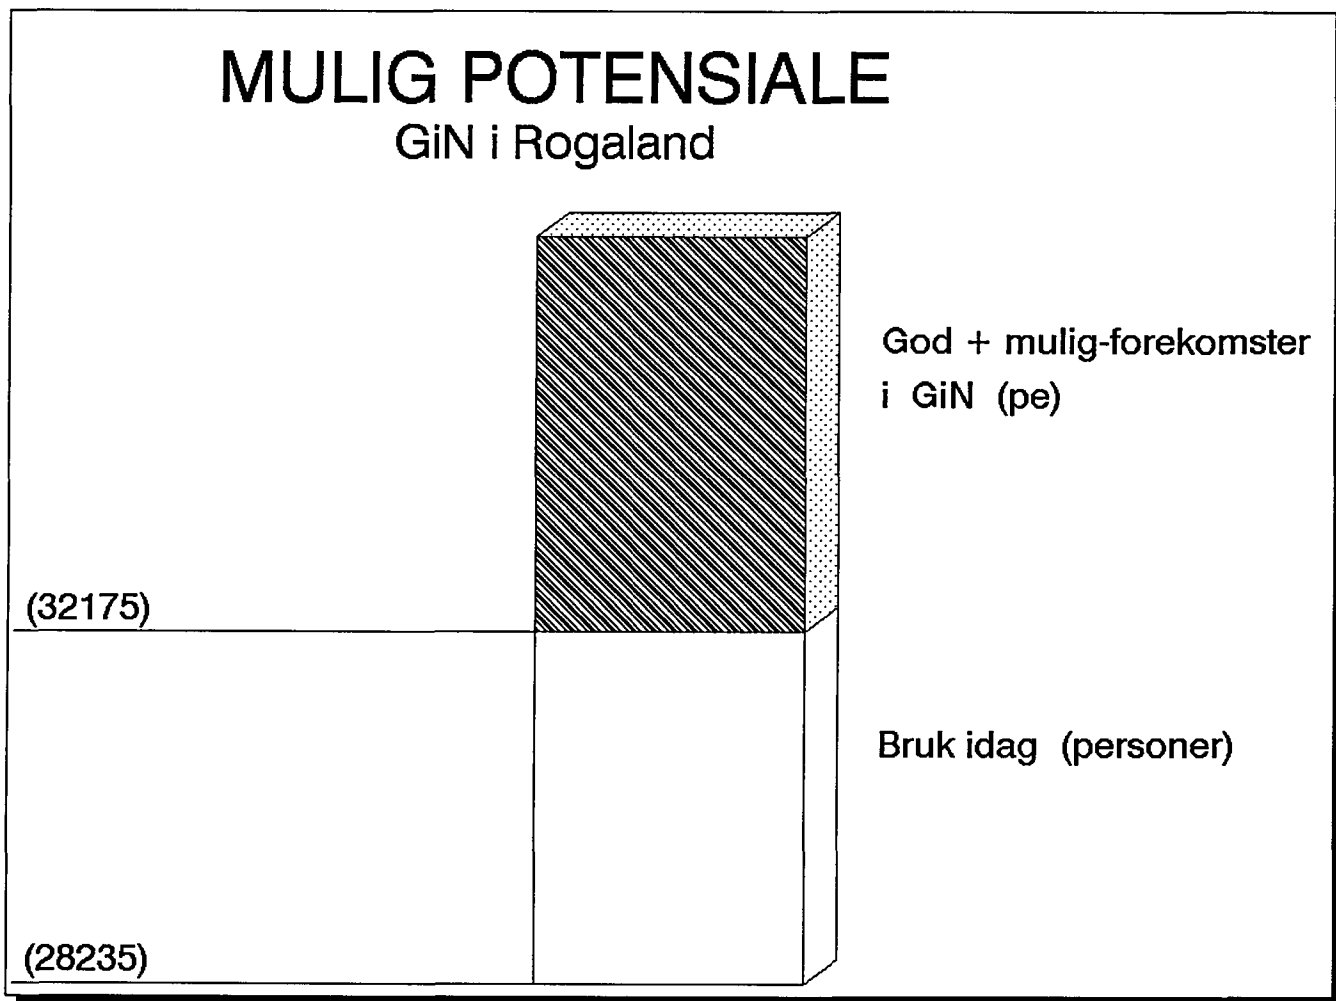 MULIG POTENSIALE
GiN i Rogaland
God + mulig-forekomster
i GiN (pe)
(32175)
Bruk idag (personer)
(28235)